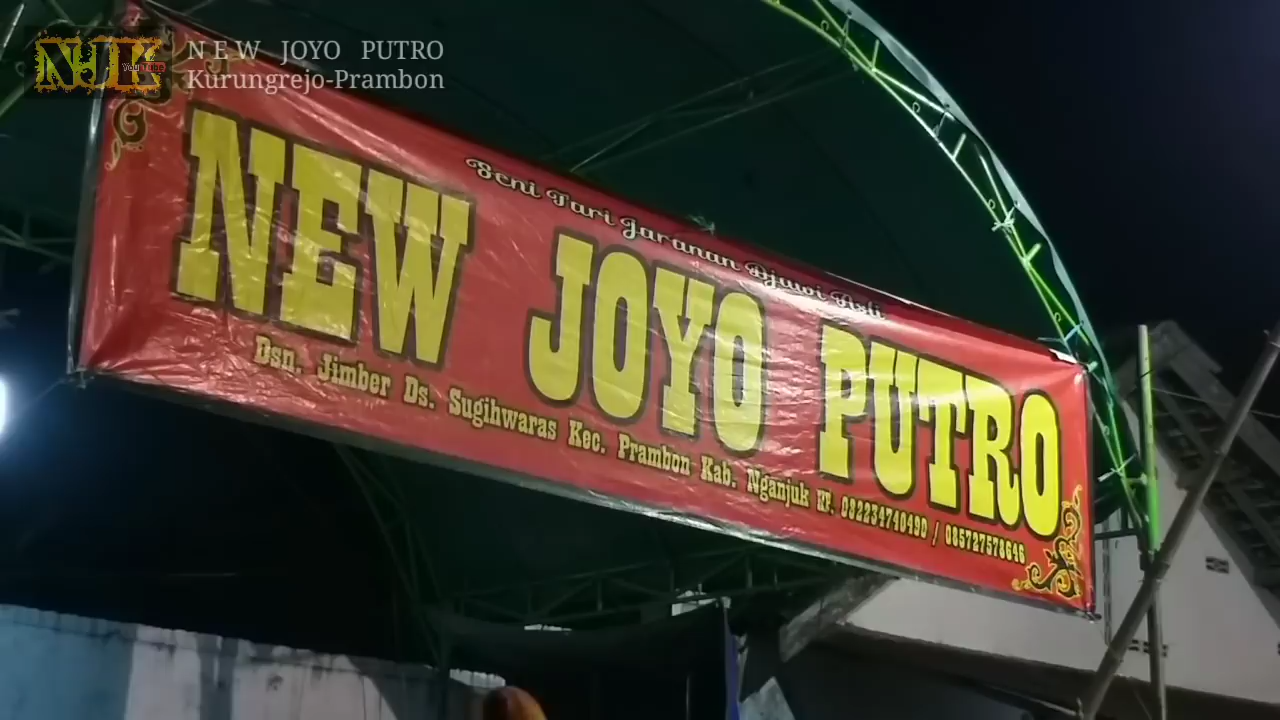 NJK
YouTube
NEW JOYO PUTRO
Kurungrejo-Prambon
Seni Tari Jaranan Djawi Asli
NEW JOYO PUTRO
Dsn. Jimber Ds. Sugihwaras Kec. Prambon Kab. Nganjuk HP. 082234740490 / 085727578646